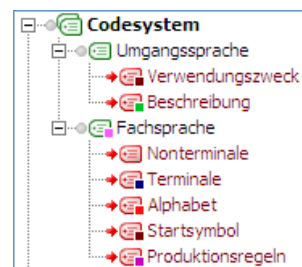 Codesystem
Umgangssprache
Verwendungszweck
Beschreibung
Fachsprache
Nonterminale
Terminale
Alphabet
Startsymbol
Produktionsregeln